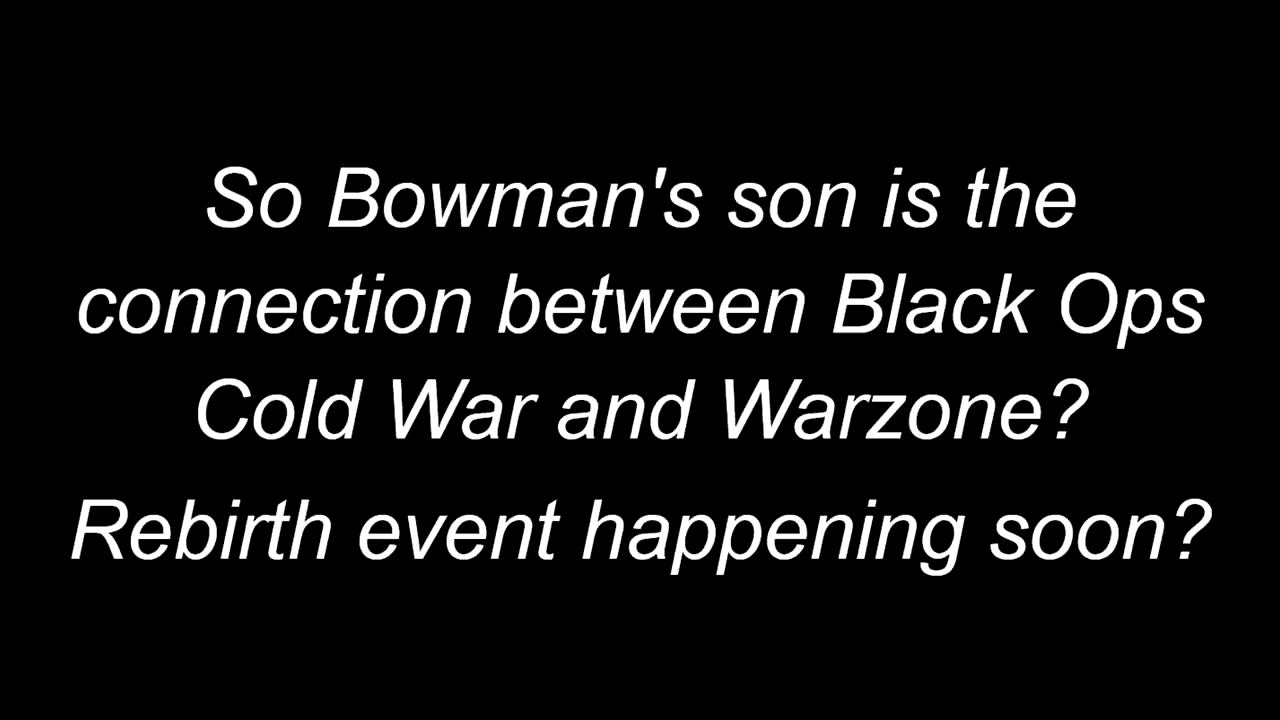 So Bowman's son is the
connection between Black Ops
Cold War and Warzone?
Rebirth event happening soon?